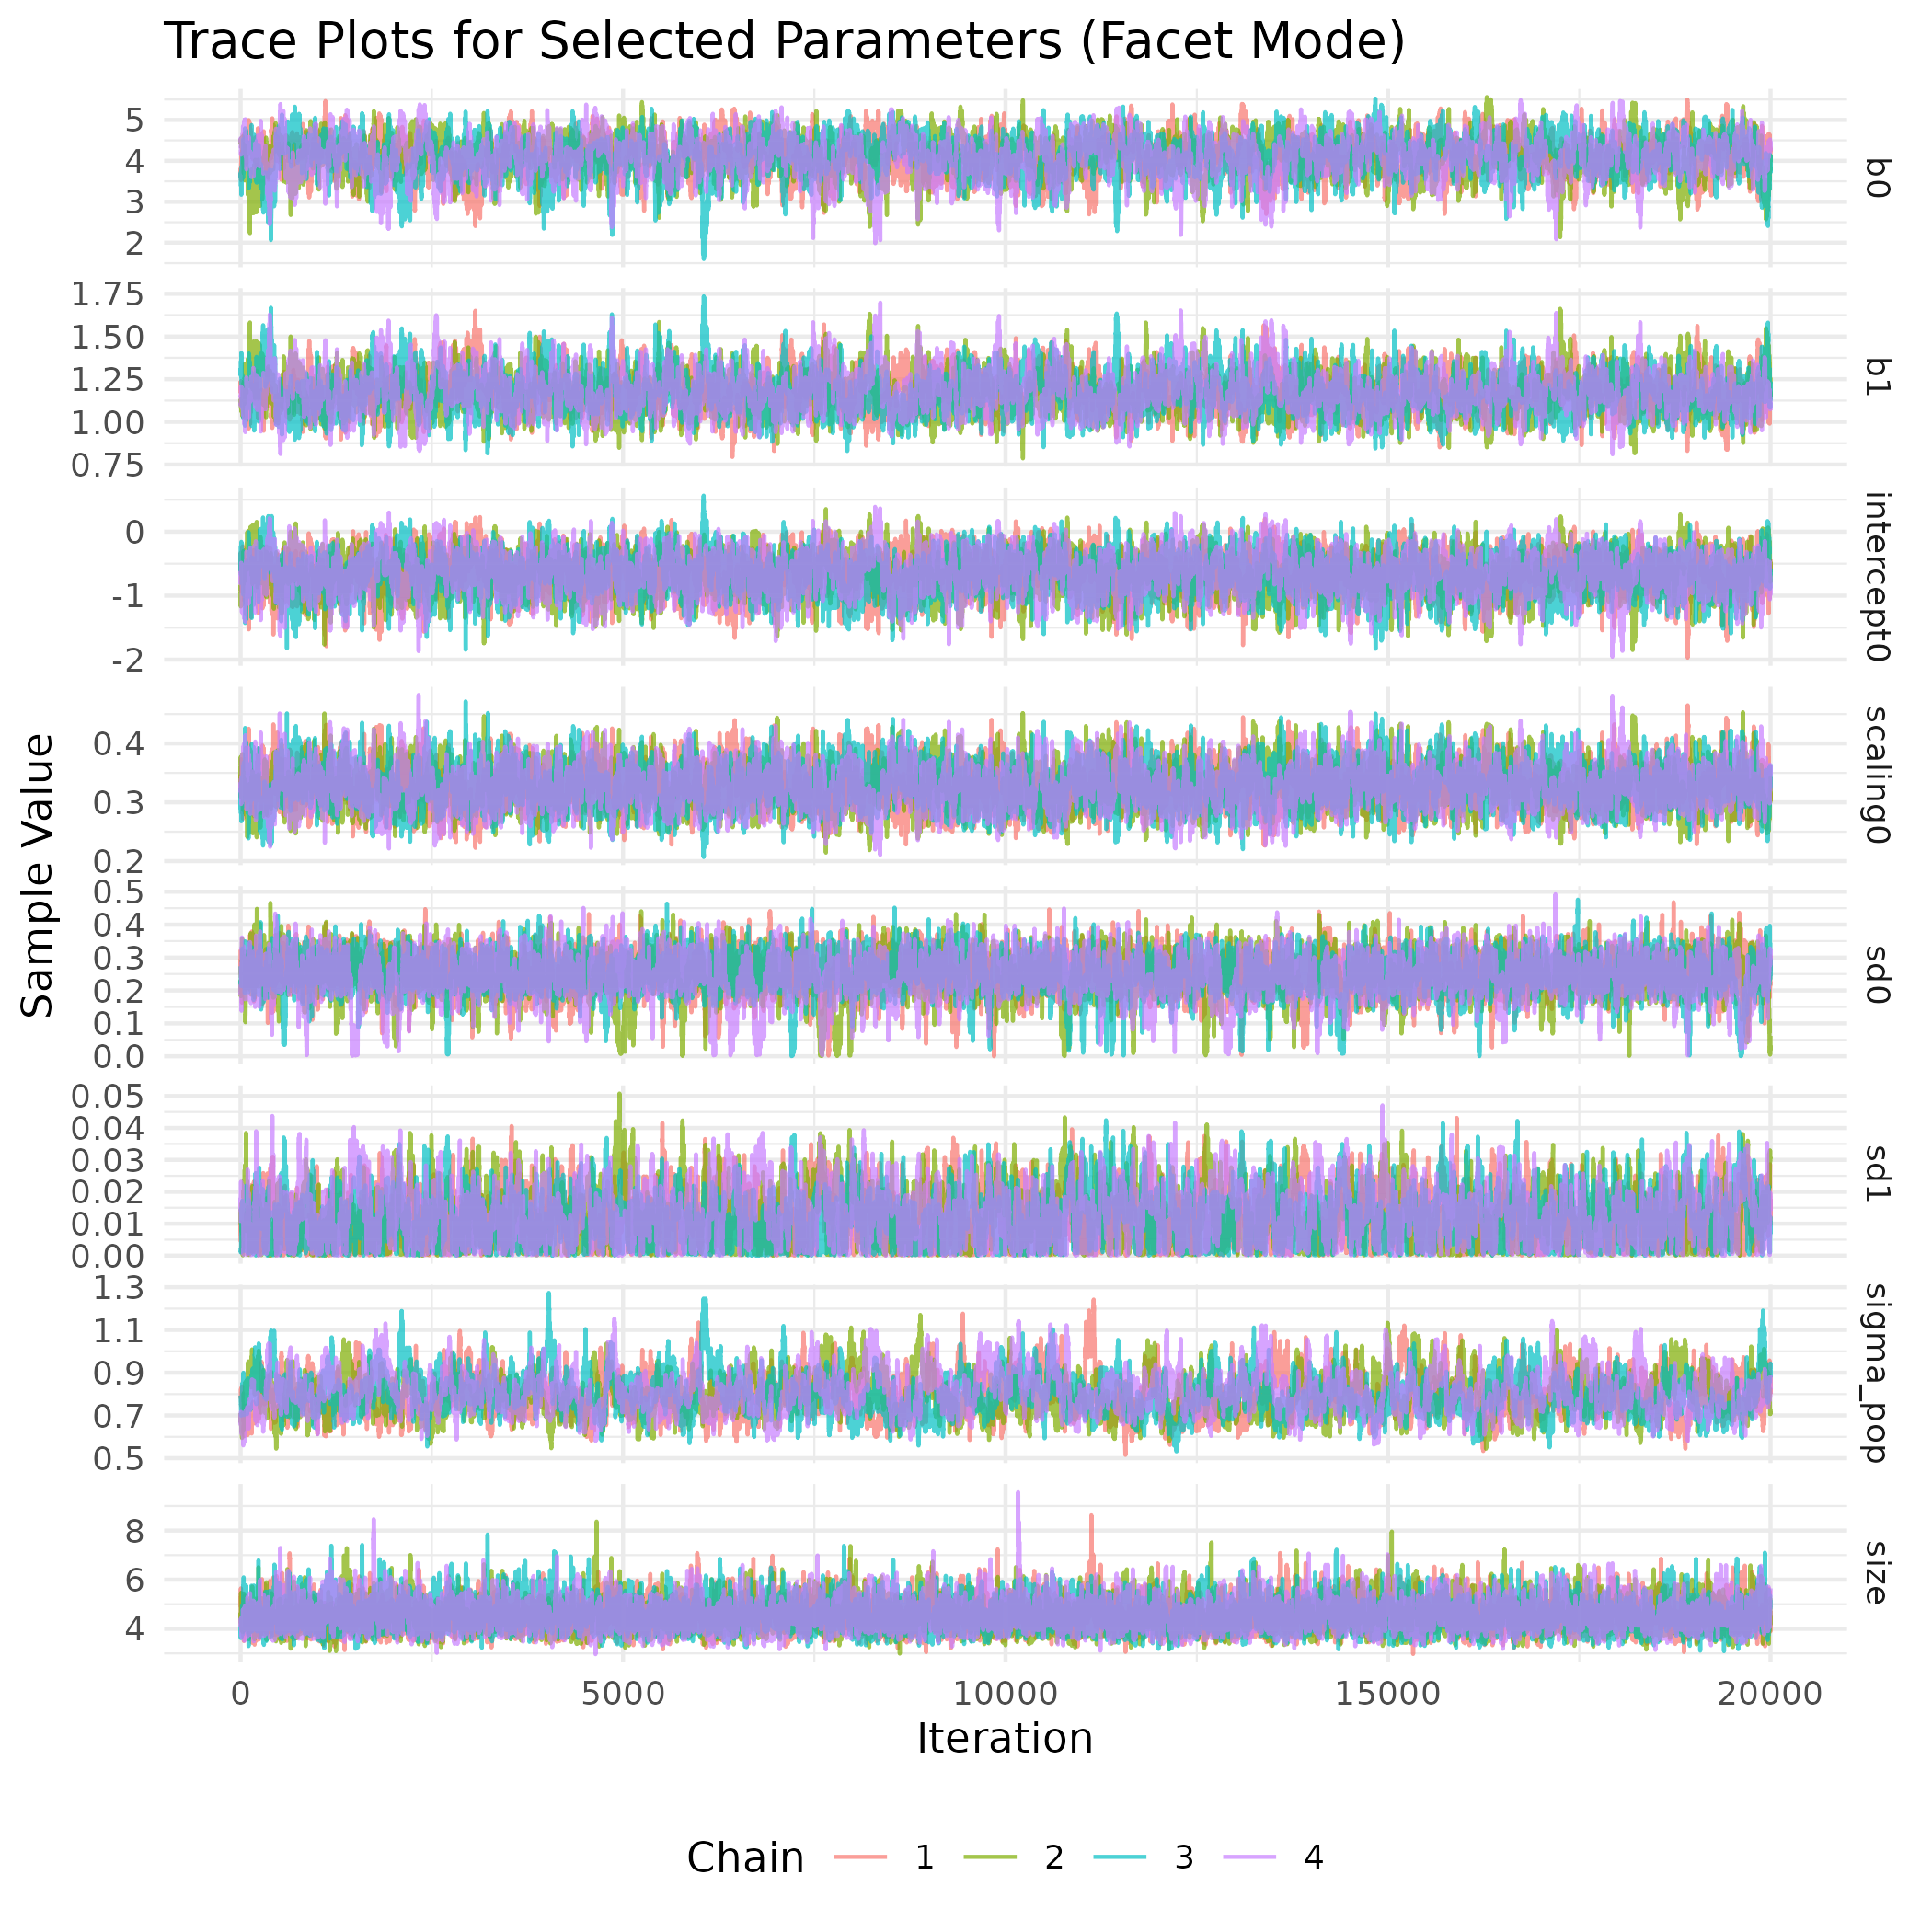 Trace Plots for Selected Parameters (Facet Mode)
Sample Value
5
4
3
2
b0
1.75
1.50
1.25
1.00
0.75
b1
0
-1
-2
intercept0
0.4
0.3
0.2
scaling0
0.5
0.4
0.3
0.2
0.1
0.0
sd0
0.05
0.04
0.03
0.02
0.01
0.00
sd1
1.3
1.1
0.9
0.7
0.5
sigma_pop
8
6
4
size
0 5000 10000 15000 20000
Iteration
Chain 1 2 3 4